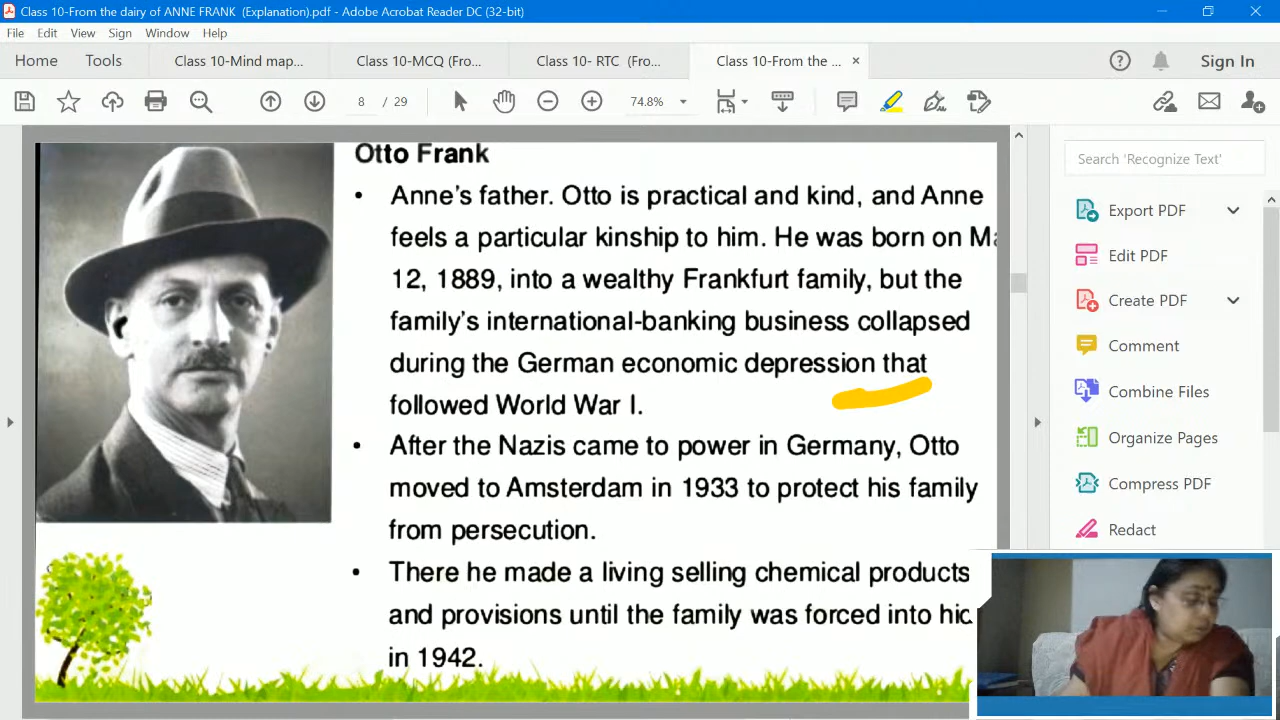 Class 10-From the dairy of ANNE FRANK (Explanation).pdf - Adobe Acrobat Reader DC (32-bit)
File Edit View Sign Window Help
Home Tools Class 10-Mind map... Class 10-MCQ (Fro... Class 10- RTC (Fro... Class 10-From the ... × Sign In
8 / 29 74.8%
Otto Frank
• Anne's father. Otto is practical and kind, and Anne
feels a particular kinship to him. He was born on Ma
12, 1889, into a wealthy Frankfurt family, but the
family's international-banking business collapsed
during the German economic depression that
followed World War I.
• After the Nazis came to power in Germany, Otto
moved to Amsterdam in 1933 to protect his family
from persecution.
• There he made a living selling chemical products
and provisions until the family was forced into hid
in 1942.
Search 'Recognize Text'
Export PDF
Edit PDF
Create PDF
Comment
Combine Files
Organize Pages
Compress PDF
Redact